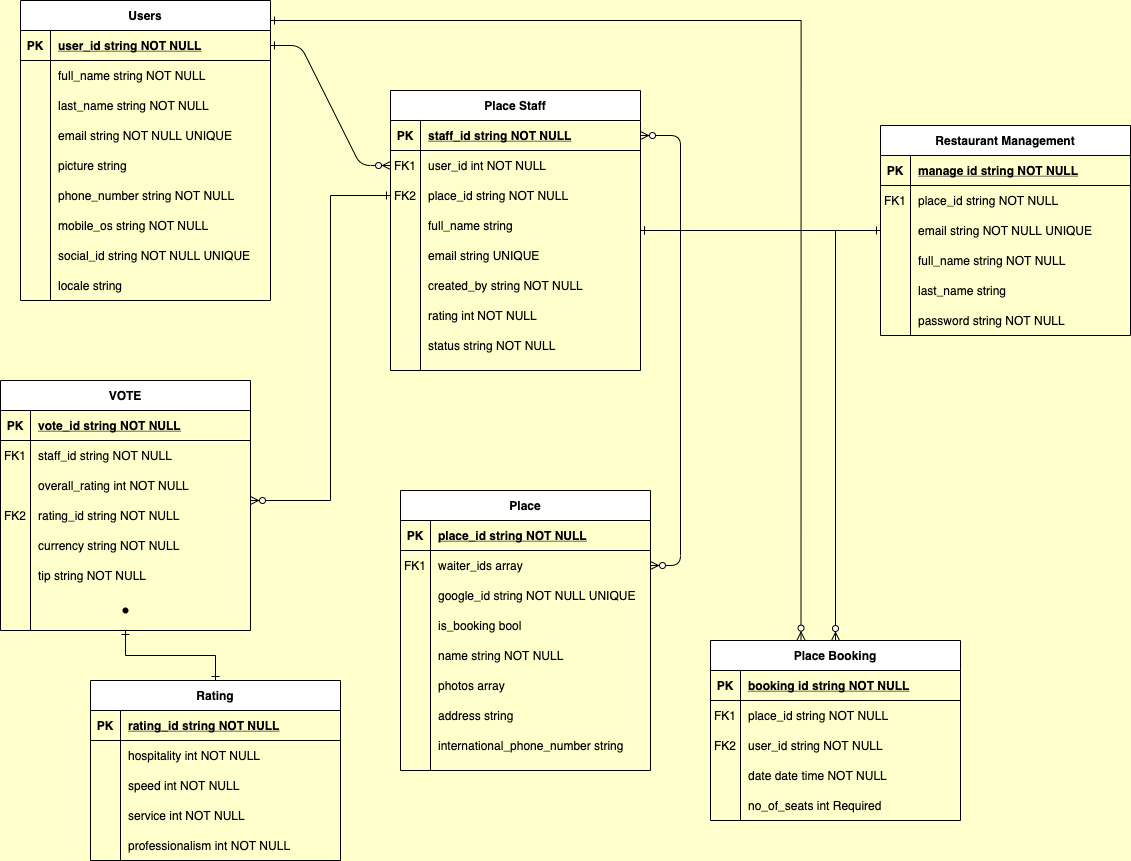 Users
PK user_id string NOT NULL
full_name string NOT NULL
last_name string NOT NULL
email string NOT NULL UNIQUE
picture string
phone_number string NOT NULL
mobile_os string NOT NULL
social_id string NOT NULL UNIQUE
locale string
Place Staff
PK staff_id string NOT NULL
FK1 user_id int NOT NULL
FK2 place_id string NOT NULL
full_name string
email string UNIQUE
created_by string NOT NULL
rating int NOT NULL
status string NOT NULL
Restaurant Management
PK manage id string NOT NULL
FK1 place_id string NOT NULL
email string NOT NULL UNIQUE
full_name string NOT NULL
last_name string
password string NOT NULL
VOTE
PK vote_id string NOT NULL
FK1 staff_id string NOT NULL
overall_rating int NOT NULL
FK2 rating_id string NOT NULL
currency string NOT NULL
tip string NOT NULL
Place
PK place_id string NOT NULL
FK1 waiter_ids array
google_id string NOT NULL UNIQUE
is_booking bool
name string NOT NULL
photos array
address string
international_phone_number string
Place Booking
PK booking id string NOT NULL
FK1 place_id string NOT NULL
FK2 user_id string NOT NULL
date date time NOT NULL
no_of_seats int Required
Rating
PK rating_id string NOT NULL
hospitality int NOT NULL
speed int NOT NULL
service int NOT NULL
professionalism int NOT NULL